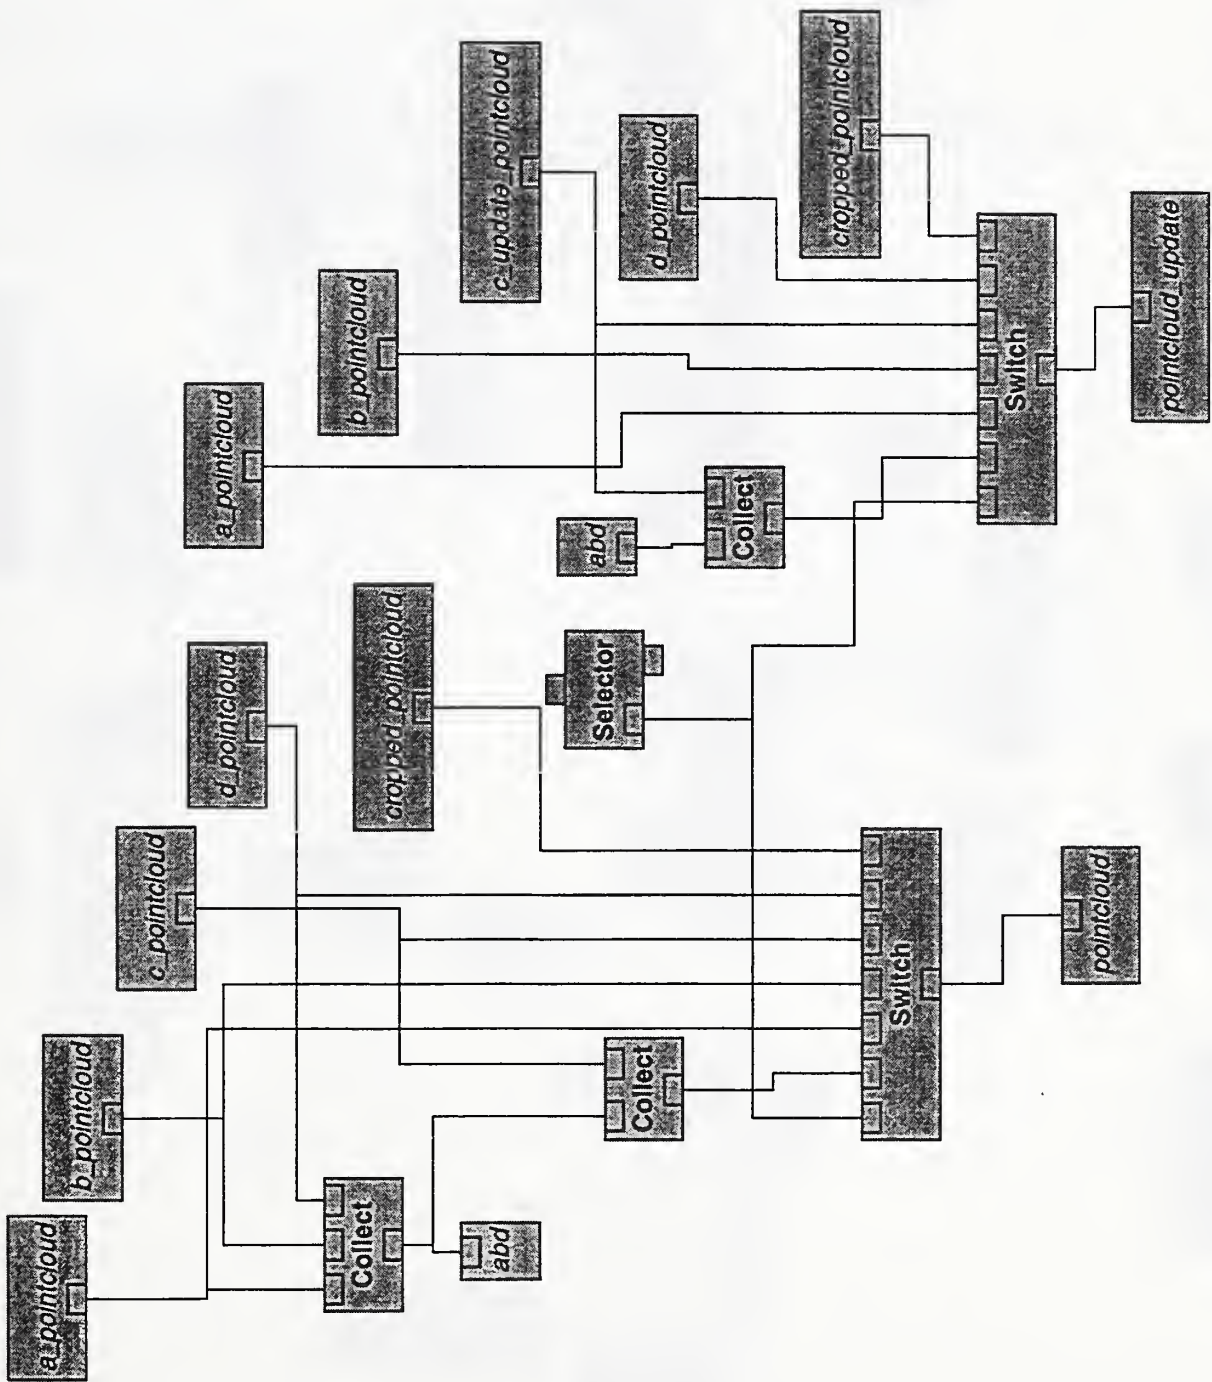 a_pointcloud
b_pointcloud
c_pointcloud
d_pointcloud
a_pointcloud
b_pointcloud
Collect
cropped_pointcloud
abd
c_update_pointcloud
Selector
abd
Collect
d_pointcloud
Collect
cropped_pointcloud
Switch
Switch
pointcloud
pointcloud_update